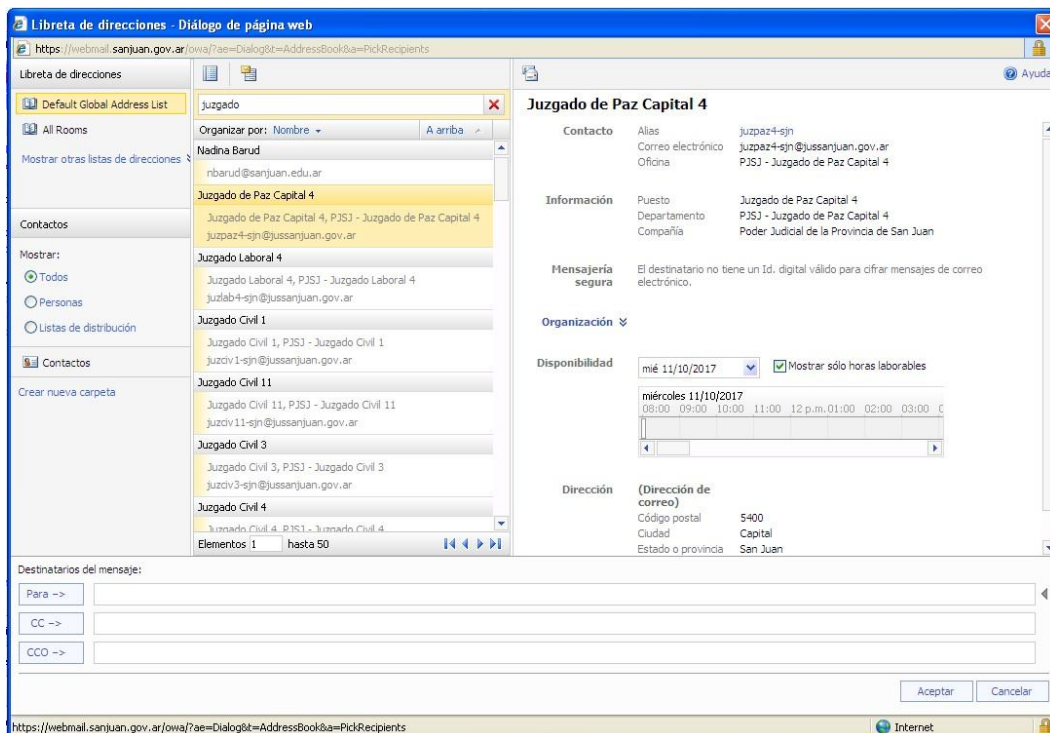 Libreta de direcciones - Diálogo de página web
https://webmail.sanjuan.gov.ar/owa/?ae=Dialog&t=AddressBook&a=PickRecipients
Libreta de direcciones
Default Global Address List
All Rooms
Mostrar otras listas de direcciones
Contactos
Mostrar:
Todos
Personas
Listas de distribución
Contactos
Crear nueva carpeta
juzgado
Organizar por: Nombre A arriba
Nadina Barud
nbarud@sanjuan.edu.ar
Juzgado de Paz Capital 4
Juzgado de Paz Capital 4, PJSJ - Juzgado de Paz Capital 4
juzpaz4-sjn@jussanjuan.gov.ar
Juzgado Laboral 4
Juzgado Laboral 4, PJSJ - Juzgado Laboral 4
juzlab4-sjn@jussanjuan.gov.ar
Juzgado Civil 1
Juzgado Civil 1, PJSJ - Juzgado Civil 1
juzciv1-sjn@jussanjuan.gov.ar
Juzgado Civil 11
Juzgado Civil 11, PJSJ - Juzgado Civil 11
juzciv11-sjn@jussanjuan.gov.ar
Juzgado Civil 3
Juzgado Civil 3, PJSJ - Juzgado Civil 3
juzciv3-sjn@jussanjuan.gov.ar
Juzgado Civil 4
Juzgado Civil 4, PJSJ - Juzgado Civil 4
Elementos 1 hasta 50
Ayuda
Juzgado de Paz Capital 4
Contacto Alias juzpaz4-sjn
Correo electrónico juzpaz4-sjn@jussanjuan.gov.ar
Oficina PJSJ - Juzgado de Paz Capital 4
Información Puesto Juzgado de Paz Capital 4
Departamento PJSJ - Juzgado de Paz Capital 4
Compañía Poder Judicial de la Provincia de San Juan
Mensajería segura El destinatario no tiene un Id. digital válido para cifrar mensajes de correo
electrónico.
Organización
Disponibilidad mié 11/10/2017 Mostrar sólo horas laborables
miércoles 11/10/2017
08:00 09:00 10:00 11:00 12 p.m. 01:00 02:00 03:00
Dirección (Dirección de
correo)
Código postal 5400
Ciudad Capital
Estado o provincia San Juan
Destinatarios del mensaje:
Para ->
CC ->
CCO ->
Aceptar Cancelar
https://webmail.sanjuan.gov.ar/owa/?ae=Dialog&t=AddressBook&a=PickRecipients Internet